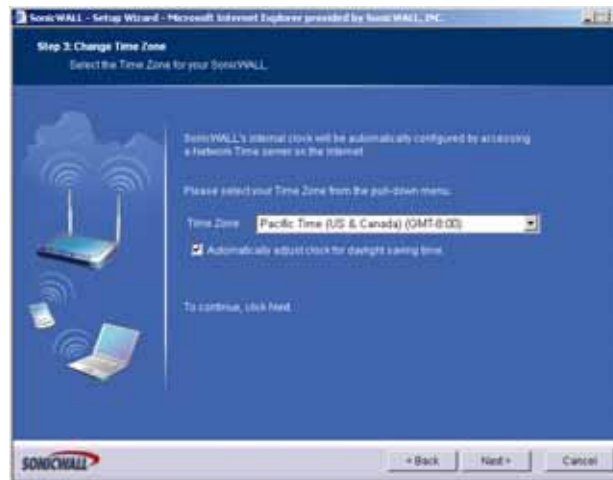 SonicWALL - Setup Wizard - Microsoft Internet Explorer provided by SonicWALL, INC.
Step 3: Change Time Zone
Select the Time Zone for your SonicWALL.
SonicWALL's internal clock will be automatically configured by accessing
a Network Time server on the Internet
Please select your Time Zone from the pull-down menu.
Time Zone Pacific Time (US & Canada) (GMT-8:00)
Automatically adjust clock for daylight saving time.
To continue, click Next.
SONICWALL
< Back Next > Cancel